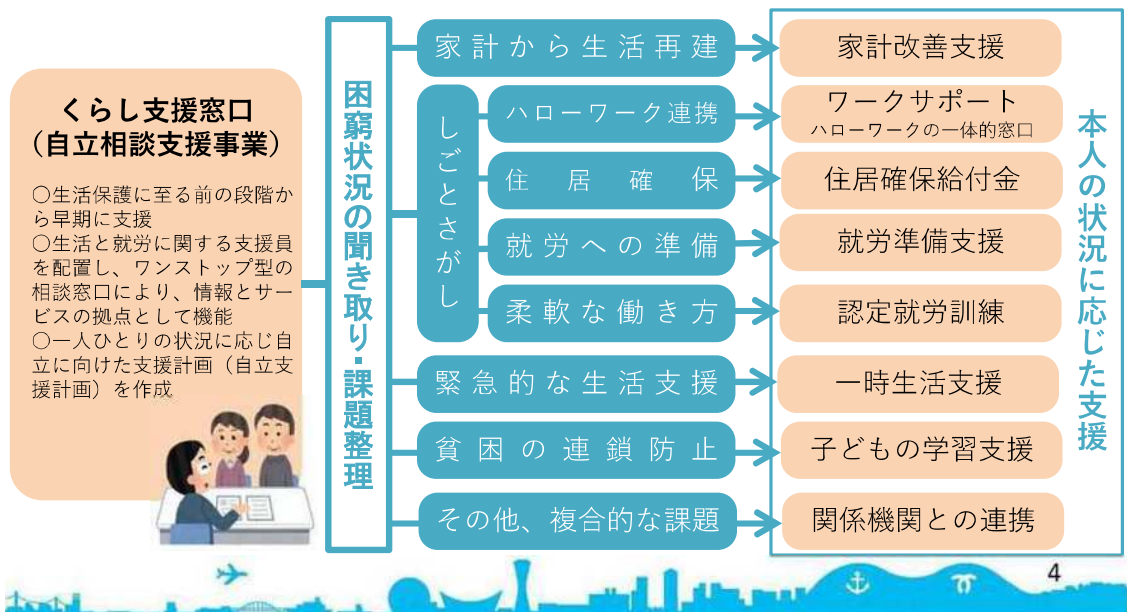 くらし支援窓口
（自立相談支援事業）
○生活保護に至る前の段階か
ら早期に支援
○生活と就労に関する支援員
を配置し、ワンストップ型の
相談窓口により、情報とサー
ビスの拠点として機能
○一人ひとりの状況に応じ自
立に向けた支援計画（自立支
援計画）を作成
困窮状況の聞き取り・課題整理
家計から生活再建
家計改善支援
しごとさがし
ハローワーク連携
ワークサポート
ハローワークの一体的窓口
住居確保
住居確保給付金
就労への準備
就労準備支援
柔軟な働き方
認定就労訓練
緊急的な生活支援
一時生活支援
貧困の連鎖防止
子どもの学習支援
その他、複合的な課題
関係機関との連携
本人の状況に応じた支援
4